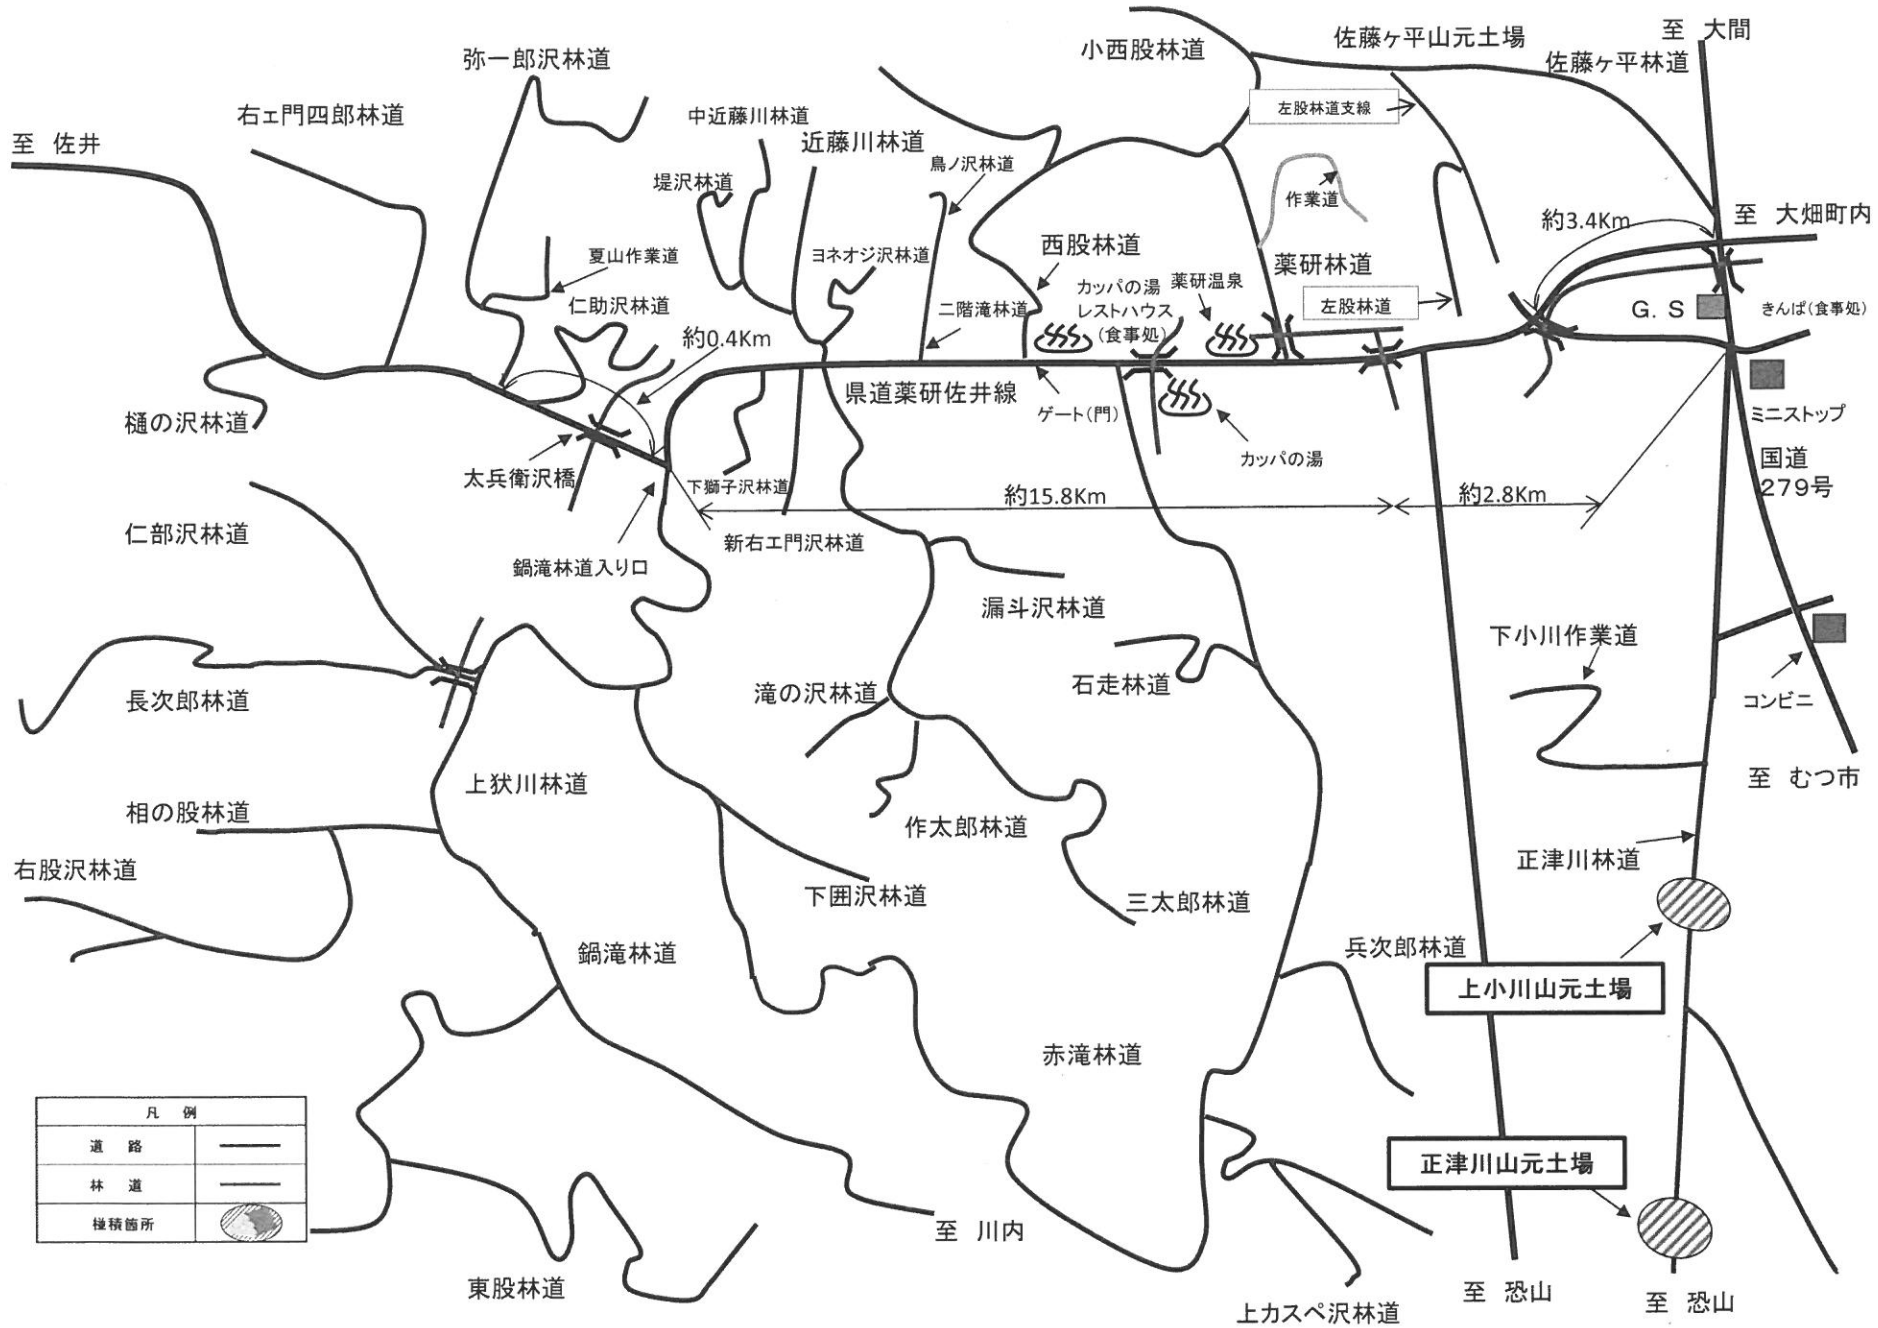 小西股林道
佐藤ヶ平山元土場
至 大間
佐藤ヶ平林道
弥一郎沢林道
右ェ門四郎林道
至 佐井
中近藤川林道
近藤川林道
鳥ノ沢林道
堤沢林道
左股林道支線
作業道
約3.4Km
至 大畑町内
西股林道
薬研林道
夏山作業道
ヨネオジ沢林道
仁助沢林道
二階滝林道
カッパの湯
レストハウス
(食事処)
薬研温泉
左股林道
G.S
きんぱ(食事処)
約0.4Km
県道薬研佐井線
ゲート(門)
樋の沢林道
ミニストップ
太兵衛沢橋
下獅子沢林道
カッパの湯
国道
279号
約15.8Km
約2.8Km
仁部沢林道
新右エ門沢林道
鍋滝林道入り口
漏斗沢林道
下小川作業道
長次郎林道
滝の沢林道
石走林道
コンビニ
至 むつ市
上犾川林道
相の股林道
作太郎林道
右股沢林道
正津川林道
下囲沢林道
三太郎林道
鍋滝林道
兵次郎林道
上小川山元土場
赤滝林道
凡 例
道 路
林 道
椪積箇所
正津川山元土場
至 川内
東股林道
上カスペ沢林道
至 恐山
至 恐山